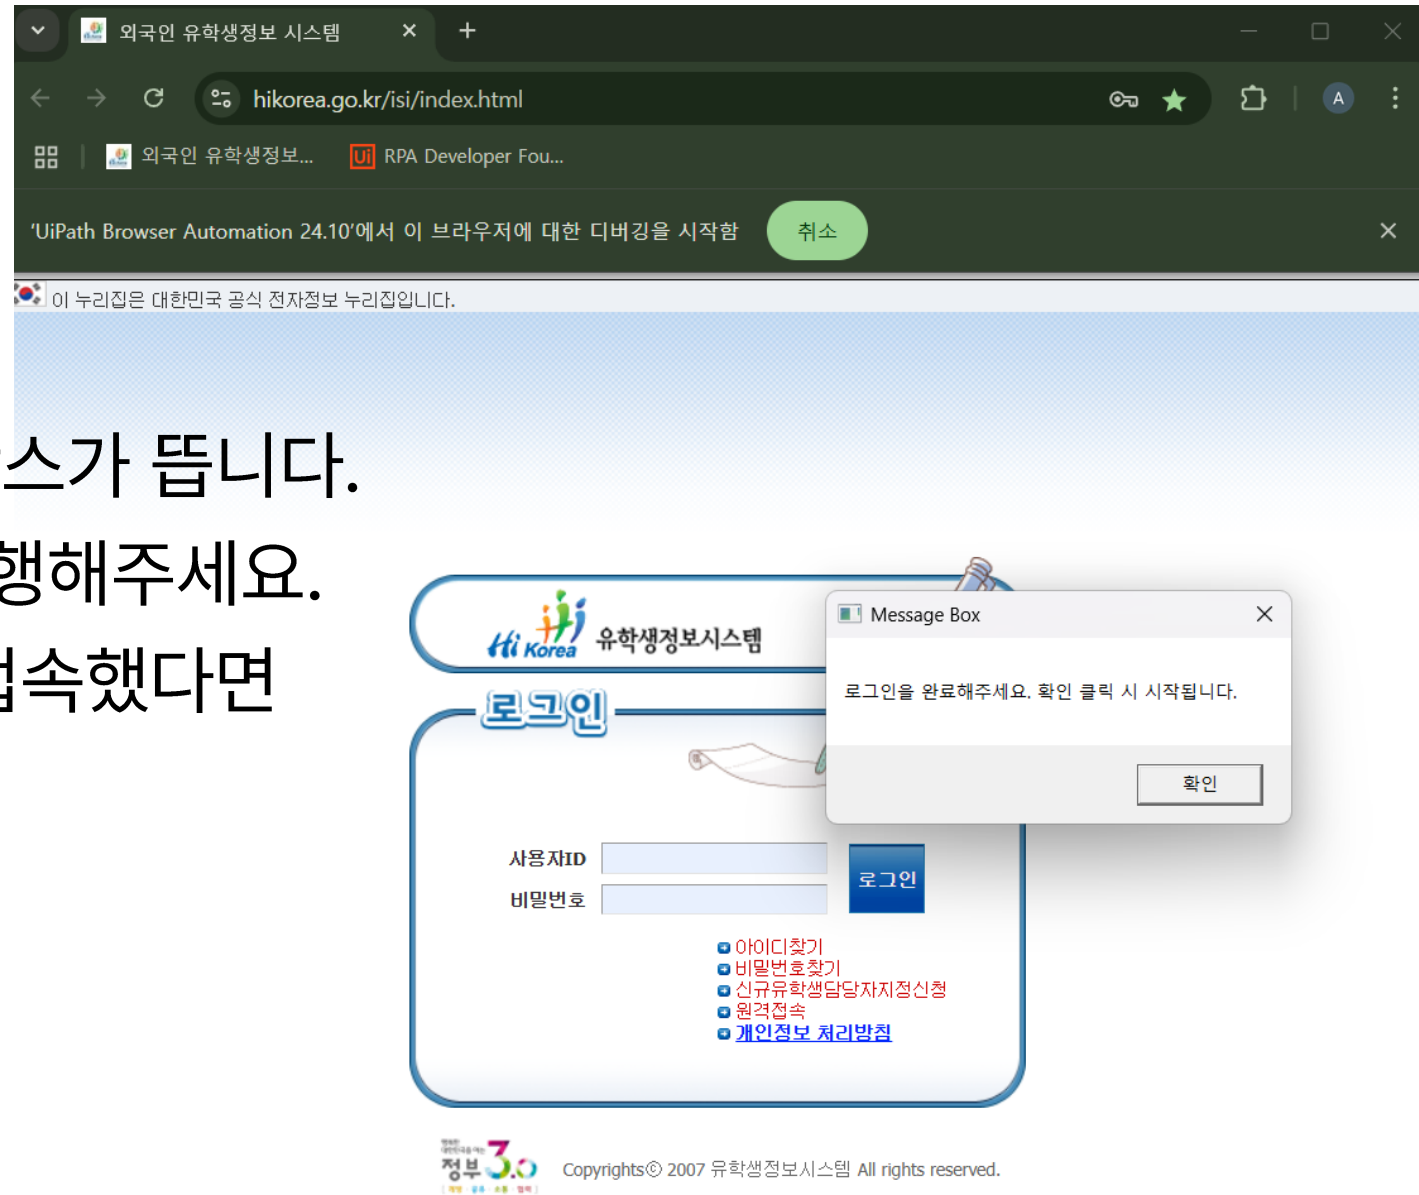 외국인 유학생정보 시스템
hikorea.go.kr/isi/index.html
A
외국인 유학생정보...
Ui RPA Developer Fou...
'UiPath Browser Automation 24.10'에서 이 브라우저에 대한 디버깅을 시작함 취소
이 누리집은 대한민국 공식 전자정보 누리집입니다.
스가 뜹니다.
행해주세요.
접속했다면
Hi Korea 유학생정보시스템
Message Box
로그인을 완료해주세요. 확인 클릭 시 시작됩니다.
확인
로그인
사용자ID
비밀번호
로그인
아이디찾기
비밀번호찾기
신규유학생담당자지정신청
원격접속
개인정보 처리방침
정부 3.0
Copyrights© 2007 유학생정보시스템 All rights reserved.